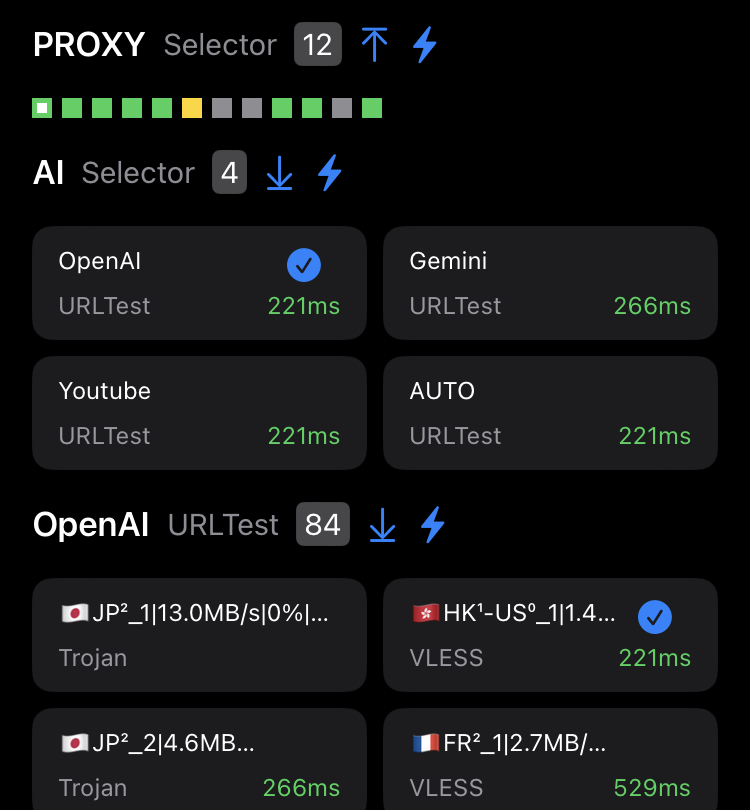 PROXY Selector 12
AI Selector 4
OpenAI
URLTest 221ms
Gemini
URLTest 266ms
Youtube
URLTest 221ms
AUTO
URLTest 221ms
OpenAI URLTest 84
🇯🇵JP²_1|13.0MB/s|0%|...
Trojan
🇭🇰HK¹-US⁰_1|1.4...
VLESS 221ms
🇯🇵JP²_2|4.6MB...
Trojan 266ms
🇫🇷FR²_1|2.7MB/...
VLESS 529ms